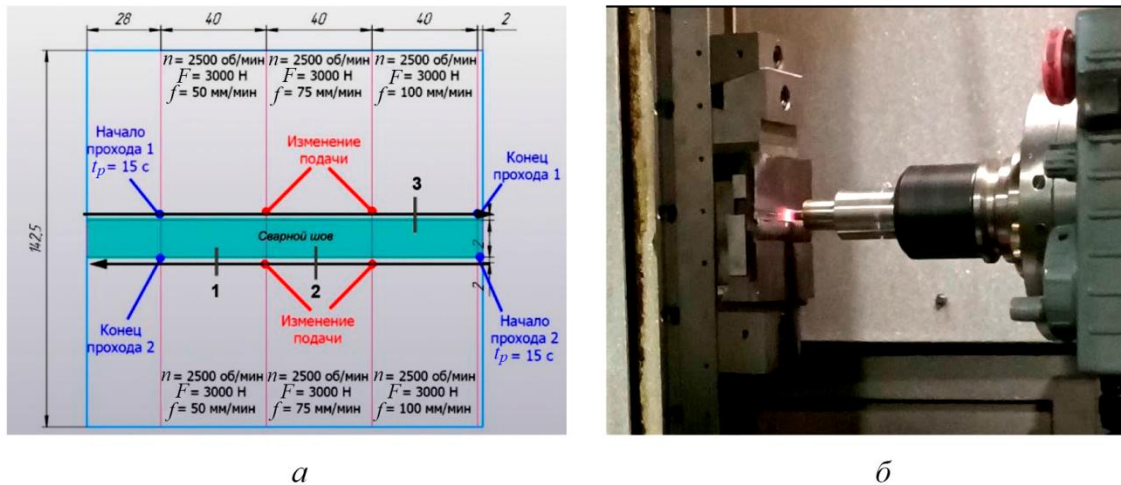 28 40 40 40 2
n = 2500 об/мин n = 2500 об/мин n = 2500 об/мин
F = 3000 Н F = 3000 Н F = 3000 Н
f = 50 мм/мин f = 75 мм/мин f = 100 мм/мин
Начало
прохода 1
tp = 15 с
Изменение
подачи
Конец
прохода 1
3
142,5
Сварной шов
2
2
1
2
Конец
прохода 2
Изменение
подачи
Начало
прохода 2
tp = 15 с
n = 2500 об/мин n = 2500 об/мин n = 2500 об/мин
F = 3000 Н F = 3000 Н F = 3000 Н
f = 50 мм/мин f = 75 мм/мин f = 100 мм/мин
а б